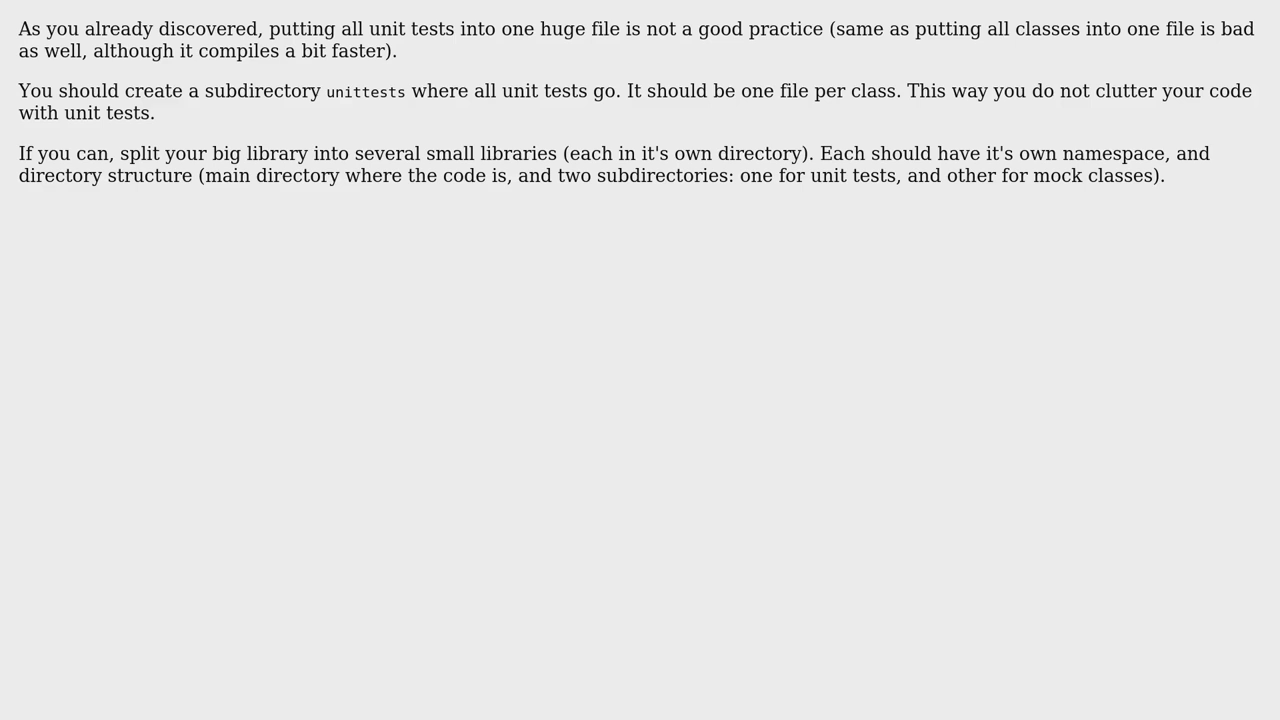 As you already discovered, putting all unit tests into one huge file is not a good practice (same as putting all classes into one file is bad
as well, although it compiles a bit faster).
You should create a subdirectory unittests where all unit tests go. It should be one file per class. This way you do not clutter your code
with unit tests.
If you can, split your big library into several small libraries (each in it's own directory). Each should have it's own namespace, and
directory structure (main directory where the code is, and two subdirectories: one for unit tests, and other for mock classes).